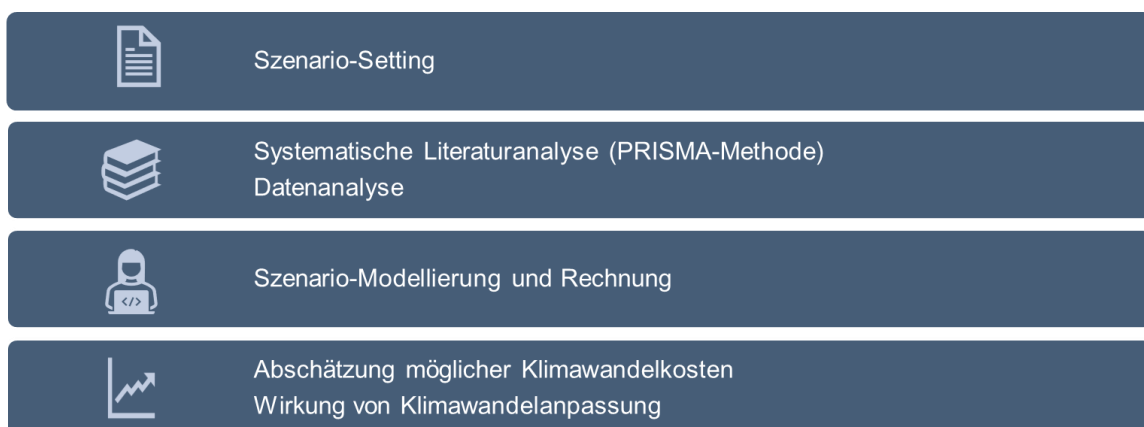 Szenario-Setting
Systematische Literaturanalyse (PRISMA-Methode)
Datenanalyse
</>
Szenario-Modellierung und Rechnung
Abschätzung möglicher Klimawandelkosten
Wirkung von Klimawandelanpassung